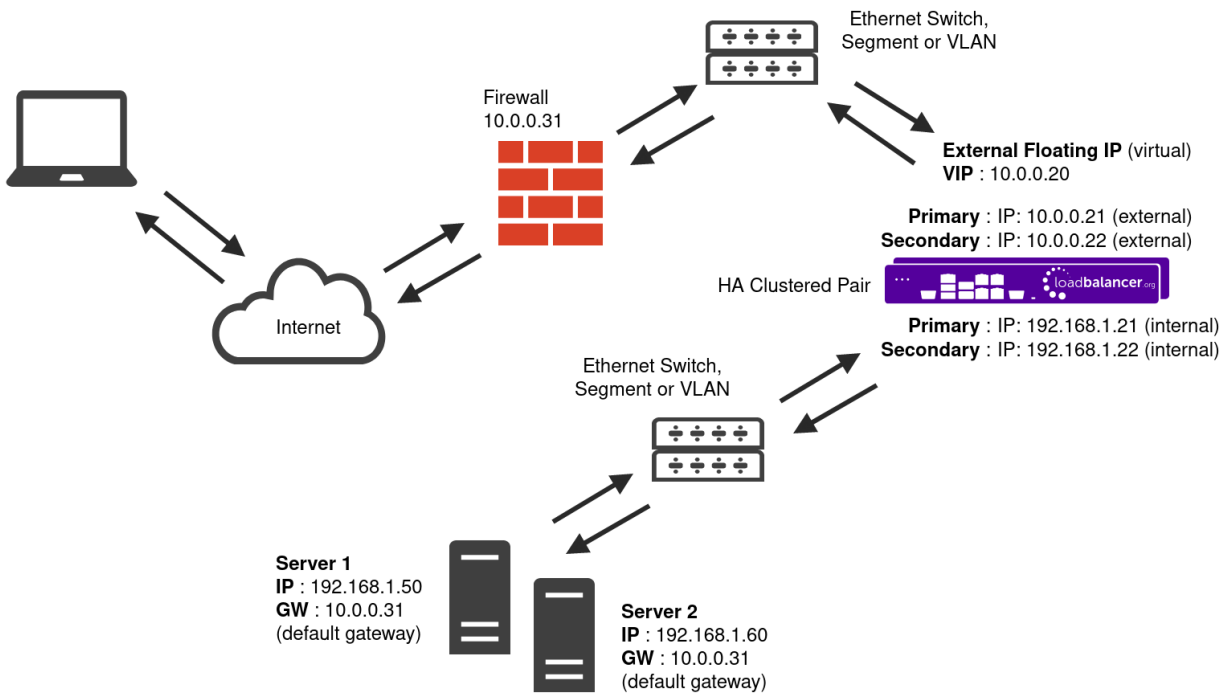 Ethernet Switch,
Segment or VLAN
Firewall
10.0.0.31
External Floating IP (virtual)
VIP : 10.0.0.20
Primary : IP: 10.0.0.21 (external)
Secondary : IP: 10.0.0.22 (external)
HA Clustered Pair
loadbalancer.org
Primary : IP: 192.168.1.21 (internal)
Secondary : IP: 192.168.1.22 (internal)
Internet
Ethernet Switch,
Segment or VLAN
Server 1
IP : 192.168.1.50
GW : 10.0.0.31
(default gateway)
Server 2
IP : 192.168.1.60
GW : 10.0.0.31
(default gateway)